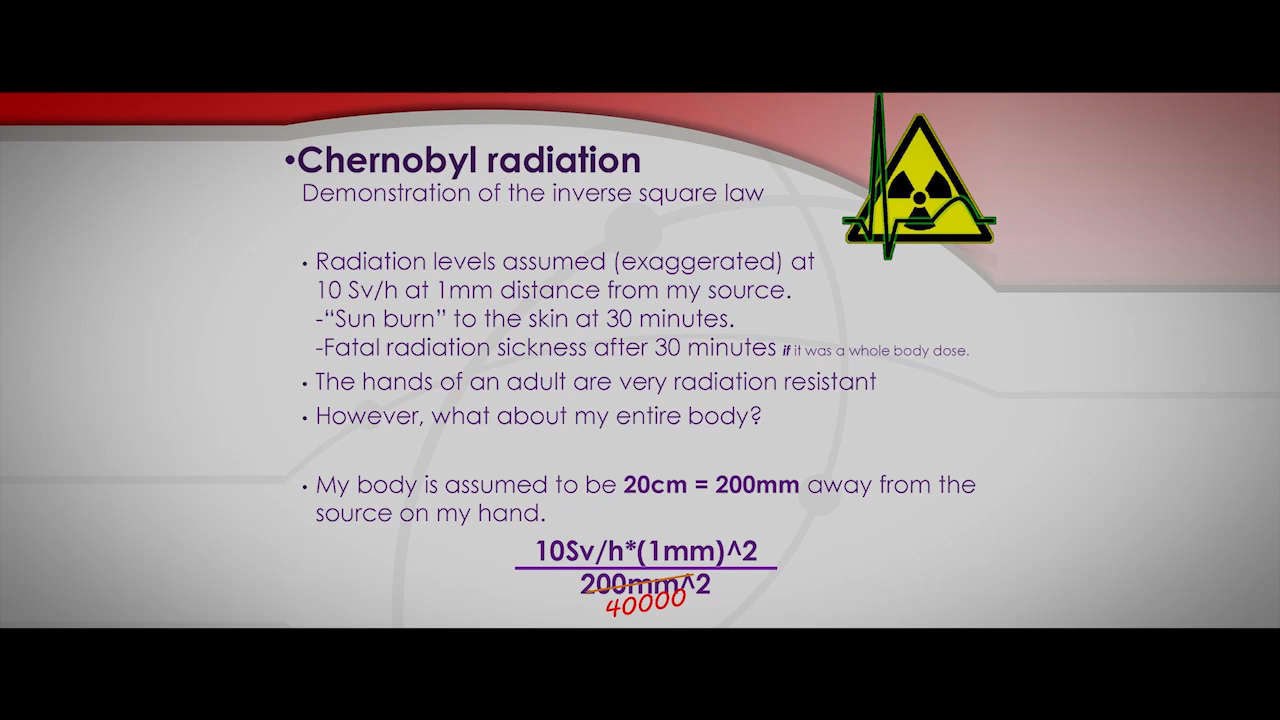 •Chernobyl radiation
Demonstration of the inverse square law
• Radiation levels assumed (exaggerated) at
10 Sv/h at 1mm distance from my source.
-“Sun burn” to the skin at 30 minutes.
-Fatal radiation sickness after 30 minutes if it was a whole body dose.
• The hands of an adult are very radiation resistant
• However, what about my entire body?
• My body is assumed to be 20cm = 200mm away from the
source on my hand.
10Sv/h*(1mm)^2
200mm^2
40000